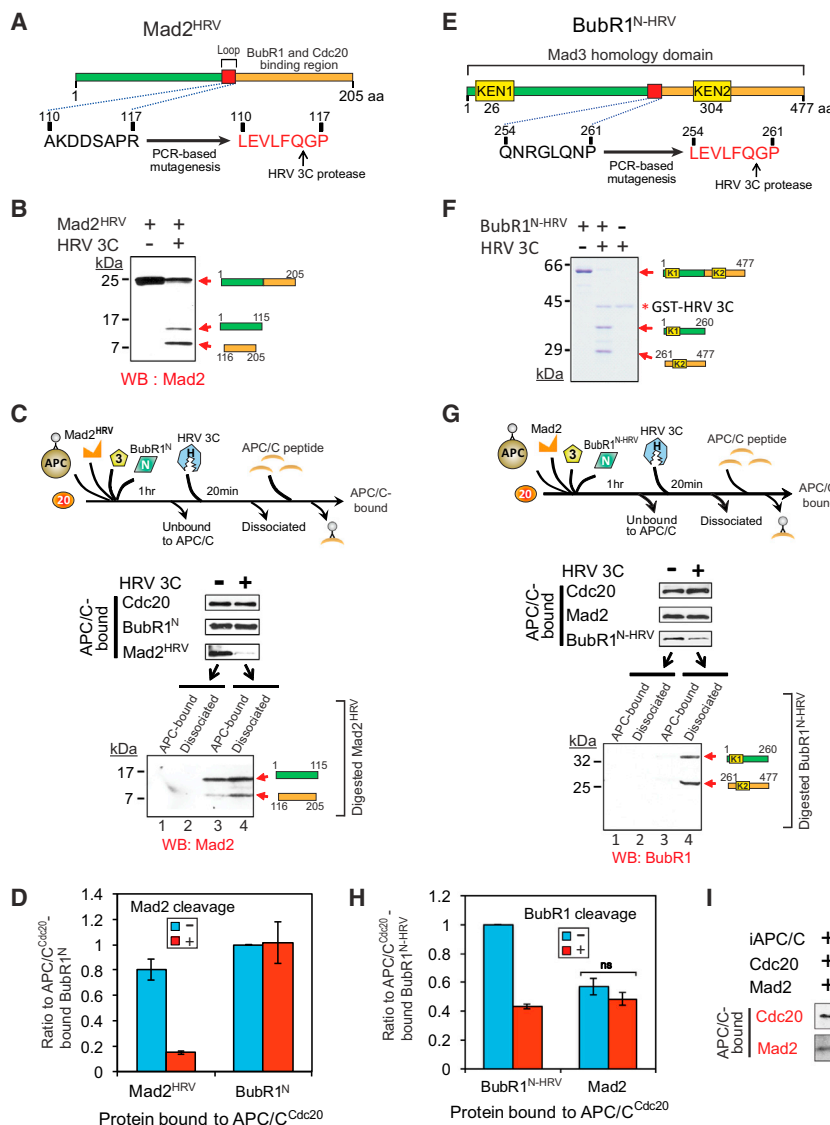 A
Mad2HRV
Loop
BubR1 and Cdc20
binding region
1
205 aa
110
117
110
117
AKDDSAPR
LEVLFQGP
PCR-based
mutagenesis
HRV 3C protease
B
Mad2HRV + +
HRV 3C - +
kDa
25
17
7
1
205
1
115
116
205
WB : Mad2
C
APC
Mad2HRV
3
BubR1N
N
HRV 3C
H
APC/C peptide
20
1hr
20min
APC/C-
bound
Unbound
to APC/C
Dissociated
HRV 3C - +
APC/C-
bound
Cdc20
BubR1N
Mad2HRV
APC-bound
Dissociated
APC-bound
Dissociated
kDa
17
7
1
115
116
205
Digested Mad2HRV
1 2 3 4
WB: Mad2
D
Mad2 cleavage
-
+
Ratio to APC/CCdc20-
bound BubR1N
1.4
1.2
1
0.8
0.6
0.4
0.2
0
Mad2HRV
BubR1N
Protein bound to APC/CCdc20
E
BubR1N-HRV
Mad3 homology domain
KEN1
KEN2
1
26
304
477 aa
254
261
254
261
QNRGLQNP
LEVLFQGP
PCR-based
mutagenesis
HRV 3C protease
F
BubR1N-HRV + + -
HRV 3C - + +
66
45
29
kDa
1
477
K1
K2
* GST-HRV 3C
1
260
K1
261
477
K2
G
APC
Mad2
3
BubR1N-HRV
N
HRV 3C
H
APC/C peptide
20
1hr
20min
APC/C
bound
Unbound
to APC/C
Dissociated
HRV 3C - +
APC/C-
bound
Cdc20
Mad2
BubR1N-HRV
APC-bound
Dissociated
APC-bound
Dissociated
kDa
32
25
1
260
K1
261
477
K2
Digested BubR1N-HRV
1 2 3 4
WB: BubR1
H
BubR1 cleavage
-
+
ns
Ratio to APC/CCdc20-
bound BubR1N-HRV
1.2
1
0.8
0.6
0.4
0.2
0
BubR1N-HRV
Mad2
Protein bound to APC/CCdc20
I
iAPC/C +
Cdc20 +
Mad2 +
APC/C-
bound
Cdc20
Mad2